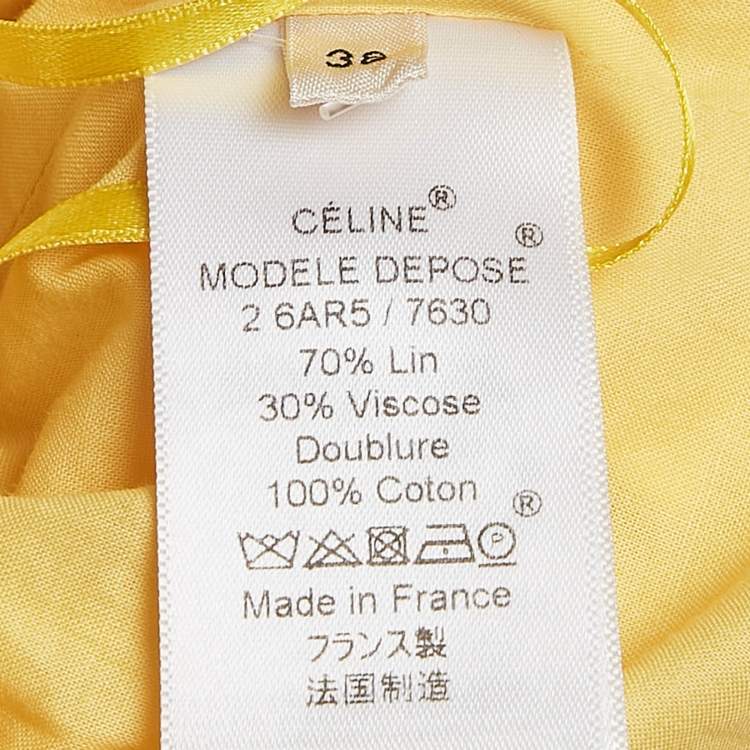 38
CÉLINE®
MODELE DEPOSE®
2 6AR5 / 7630
70% Lin
30% Viscose
Doublure
100% Coton
®
P
Made in France
フランス製
法国制造